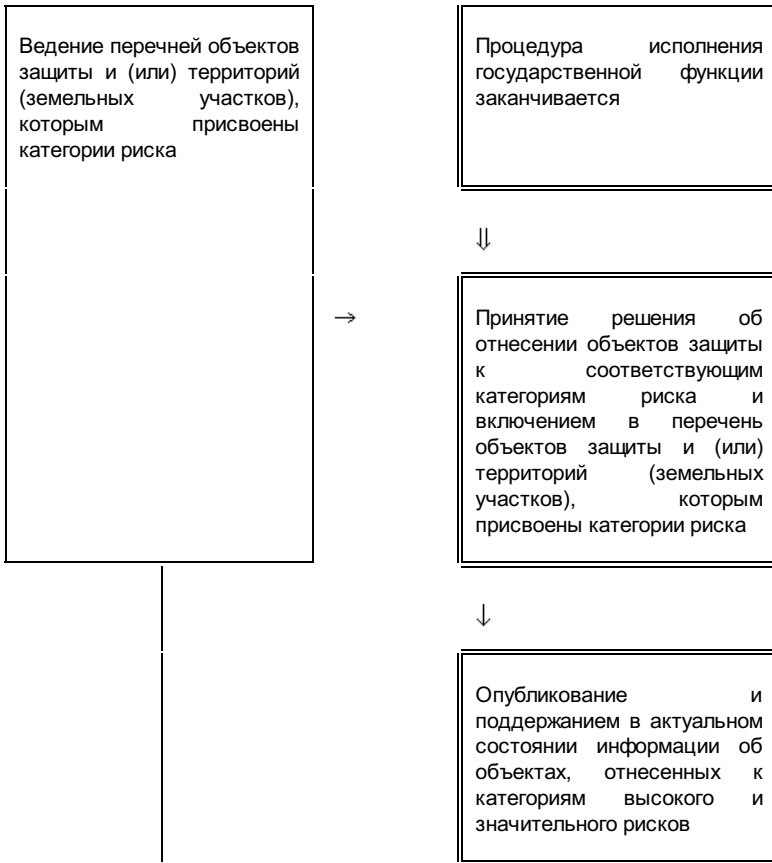 Ведение перечней объектов
защиты и (или) территорий
(земельных участков),
которым присвоены
категории риска
Процедура исполнения
государственной функции
заканчивается
⇓
→
Принятие решения об
отнесении объектов защиты
к соответствующим
категориям риска и
включением в перечень
объектов защиты и (или)
территорий (земельных
участков), которым
присвоены категории риска
↓
Опубликование и
поддержанием в актуальном
состоянии информации об
объектах, отнесенных к
категориям высокого и
значительного рисков